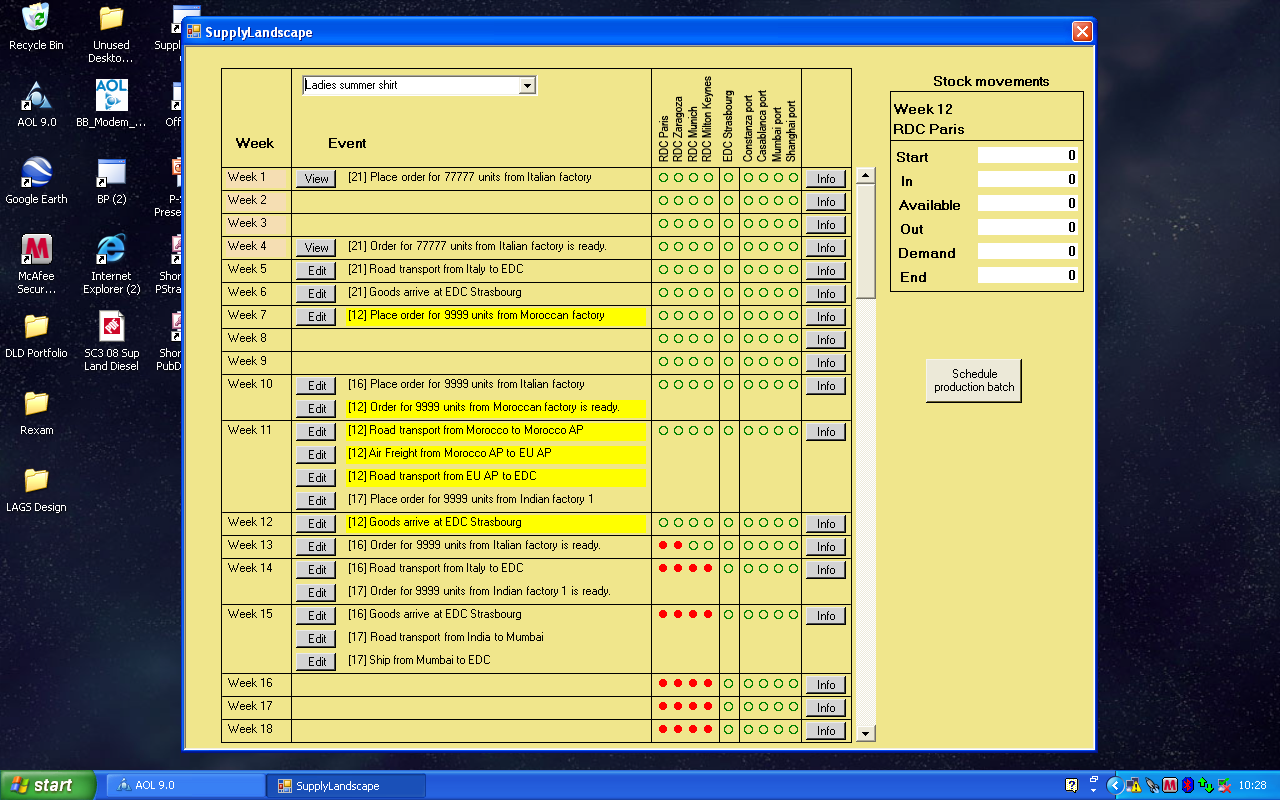 SupplyLandscape
Recycle Bin
Unused
Deskto...
Suppl
AOL 9.0
BB_Modem_...
Off
Google Earth
BP (2)
P-S
Presen
McAfee
Secur...
Internet
Explorer (2)
Shor
PStra
DLD Portfolio
SC3 08 Sup
Land Diesel
Shor
PubD
Rexam
LAGS Design
Ladies summer shirt
Week
Event
RDC Paris
RDC Zaragoza
RDC Munich
RDC Milton Keynes
EDC Strasbourg
Constanza port
Casablanca port
Mumbai port
Shanghai port
Week 1 View [21] Place order for 77777 units from Italian factory Info
Week 2 Info
Week 3 Info
Week 4 View [21] Order for 77777 units from Italian factory is ready. Info
Week 5 Edit [21] Road transport from Italy to EDC Info
Week 6 Edit [21] Goods arrive at EDC Strasbourg Info
Week 7 Edit [12] Place order for 9999 units from Moroccan factory Info
Week 8 Info
Week 9 Info
Week 10 Edit [16] Place order for 9999 units from Italian factory Info
Edit [12] Order for 9999 units from Moroccan factory is ready.
Week 11 Edit [12] Road transport from Morocco to Morocco AP Info
Edit [12] Air Freight from Morocco AP to EU AP
Edit [12] Road transport from EU AP to EDC
Edit [17] Place order for 9999 units from Indian factory 1
Week 12 Edit [12] Goods arrive at EDC Strasbourg Info
Week 13 Edit [16] Order for 9999 units from Italian factory is ready. Info
Week 14 Edit [16] Road transport from Italy to EDC Info
Edit [17] Order for 9999 units from Indian factory 1 is ready.
Week 15 Edit [16] Goods arrive at EDC Strasbourg Info
Edit [17] Road transport from India to Mumbai
Edit [17] Ship from Mumbai to EDC
Week 16 Info
Week 17 Info
Week 18 Info
Stock movements
Week 12
RDC Paris
Start 0
In 0
Available 0
Out 0
Demand 0
End 0
Schedule
production batch
start
AOL 9.0
SupplyLandscape
10:28